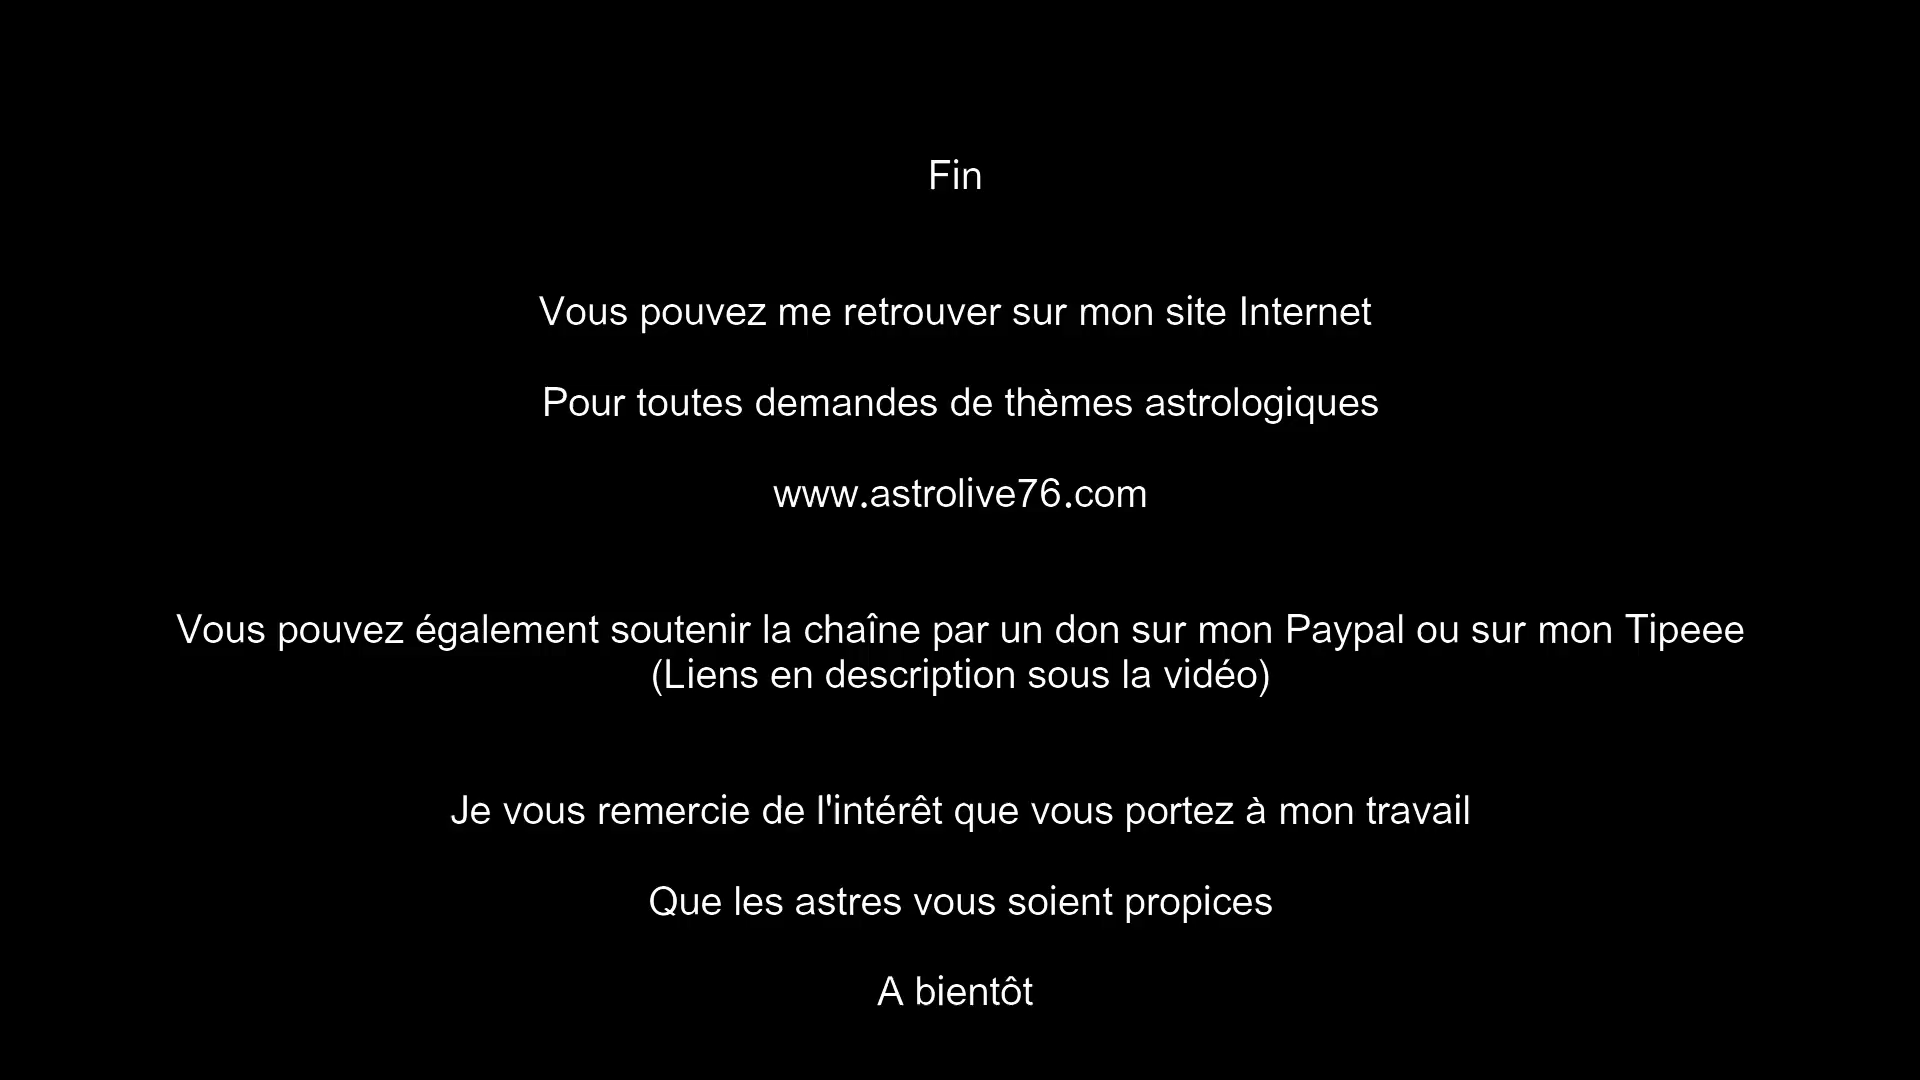 Fin
Vous pouvez me retrouver sur mon site Internet
Pour toutes demandes de thèmes astrologiques
www.astrolive76.com
Vous pouvez également soutenir la chaîne par un don sur mon Paypal ou sur mon Tipeee
(Liens en description sous la vidéo)
Je vous remercie de l'intérêt que vous portez à mon travail
Que les astres vous soient propices
A bientôt